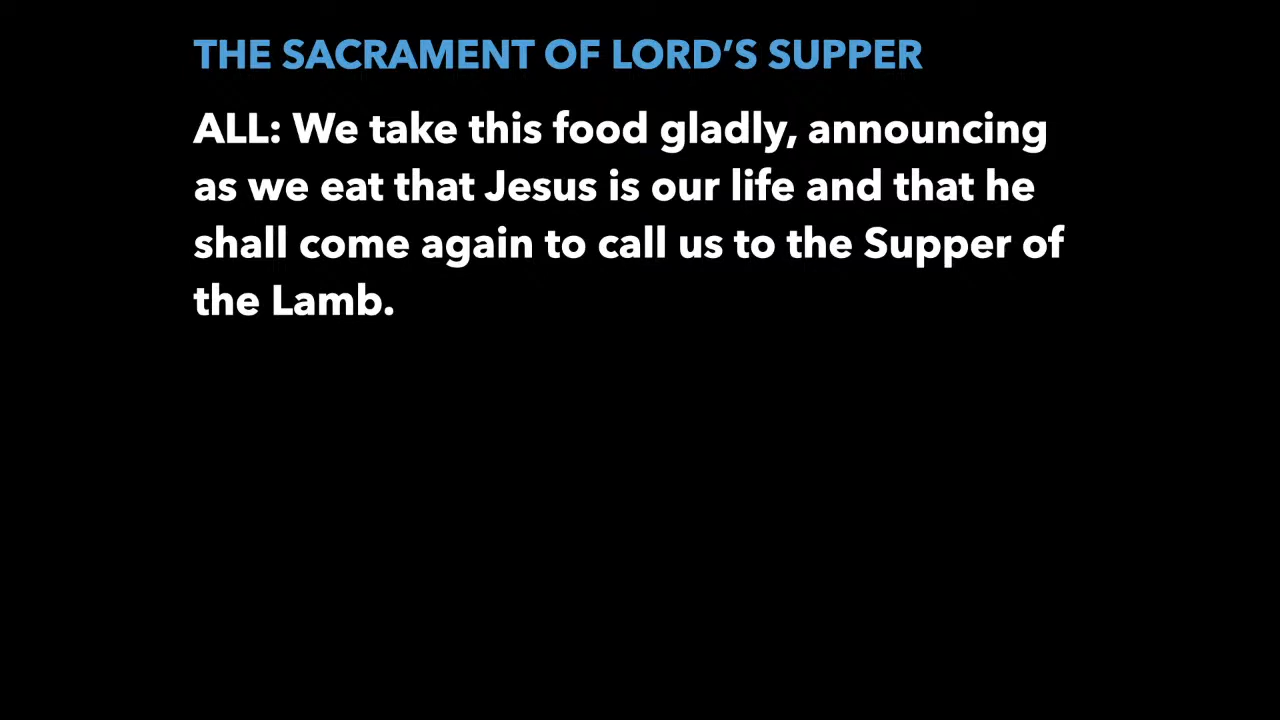 THE SACRAMENT OF LORD’S SUPPER
ALL: We take this food gladly, announcing
as we eat that Jesus is our life and that he
shall come again to call us to the Supper of
the Lamb.